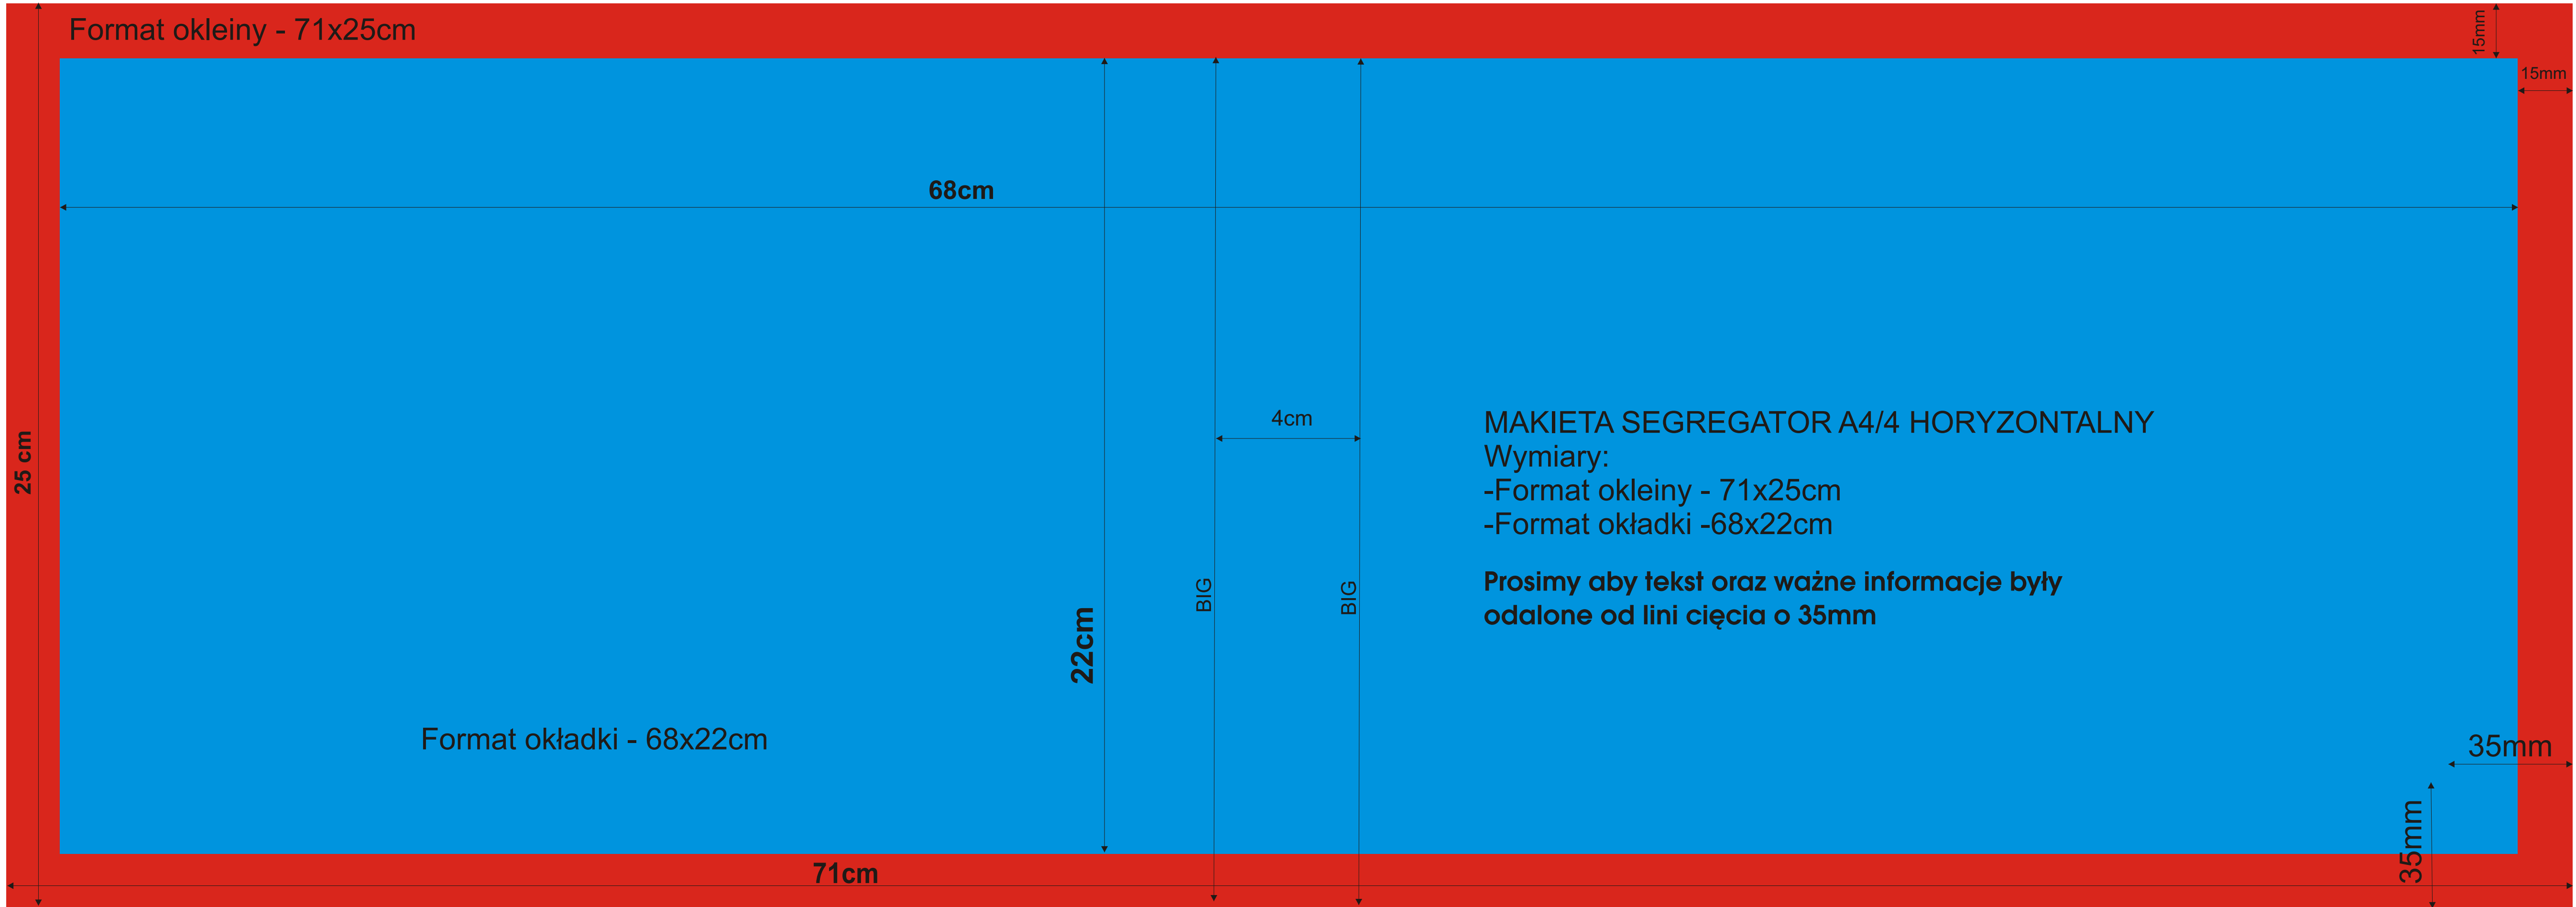 Format okleiny - 71x25cm
15mm
15mm
68cm
4cm
25 cm
MAKIETA SEGREGATOR A4/4 HORYZONTALNY
Wymiary:
-Format okleiny - 71x25cm
-Format okładki -68x22cm
Prosimy aby tekst oraz ważne informacje były
odalone od lini cięcia o 35mm
BIG
BIG
22cm
Format okładki - 68x22cm
35mm
35mm
71cm